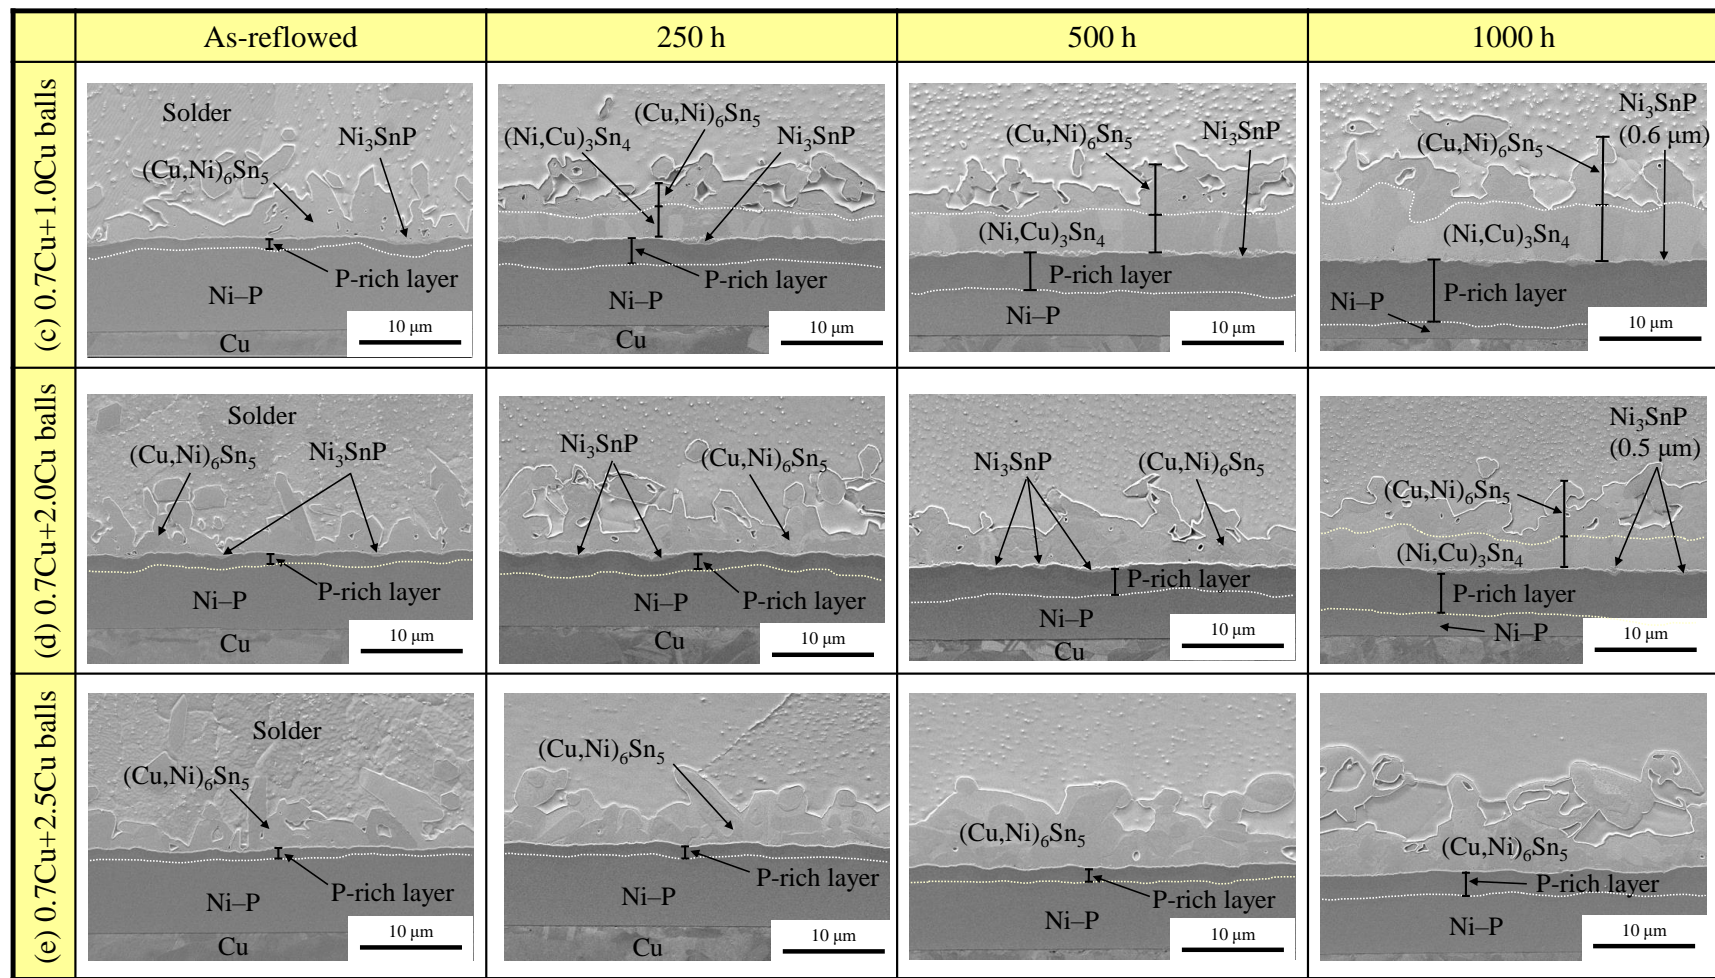 As-reflowed 250 h 500 h 1000 h
(c) 0.7Cu+1.0Cu balls
Solder
(Cu,Ni)₆Sn₅
Ni₃SnP
P-rich layer
Ni–P
Cu
10 μm
(Ni,Cu)₃Sn₄
(Cu,Ni)₆Sn₅
Ni₃SnP
P-rich layer
Ni–P
Cu
10 μm
(Cu,Ni)₆Sn₅
Ni₃SnP
(Ni,Cu)₃Sn₄
P-rich layer
Ni–P
10 μm
Ni₃SnP
(0.6 μm)
(Cu,Ni)₆Sn₅
(Ni,Cu)₃Sn₄
P-rich layer
Ni–P
10 μm
(d) 0.7Cu+2.0Cu balls
Solder
(Cu,Ni)₆Sn₅
Ni₃SnP
P-rich layer
Ni–P
Cu
10 μm
Ni₃SnP
(Cu,Ni)₆Sn₅
P-rich layer
Ni–P
Cu
10 μm
Ni₃SnP
(Cu,Ni)₆Sn₅
P-rich layer
Ni–P
Cu
10 μm
Ni₃SnP
(0.5 μm)
(Cu,Ni)₆Sn₅
(Ni,Cu)₃Sn₄
P-rich layer
Ni–P
10 μm
(e) 0.7Cu+2.5Cu balls
Solder
(Cu,Ni)₆Sn₅
P-rich layer
Ni–P
Cu
10 μm
(Cu,Ni)₆Sn₅
P-rich layer
Ni–P
Cu
10 μm
(Cu,Ni)₆Sn₅
P-rich layer
Ni–P
10 μm
(Cu,Ni)₆Sn₅
P-rich layer
Ni–P
10 μm